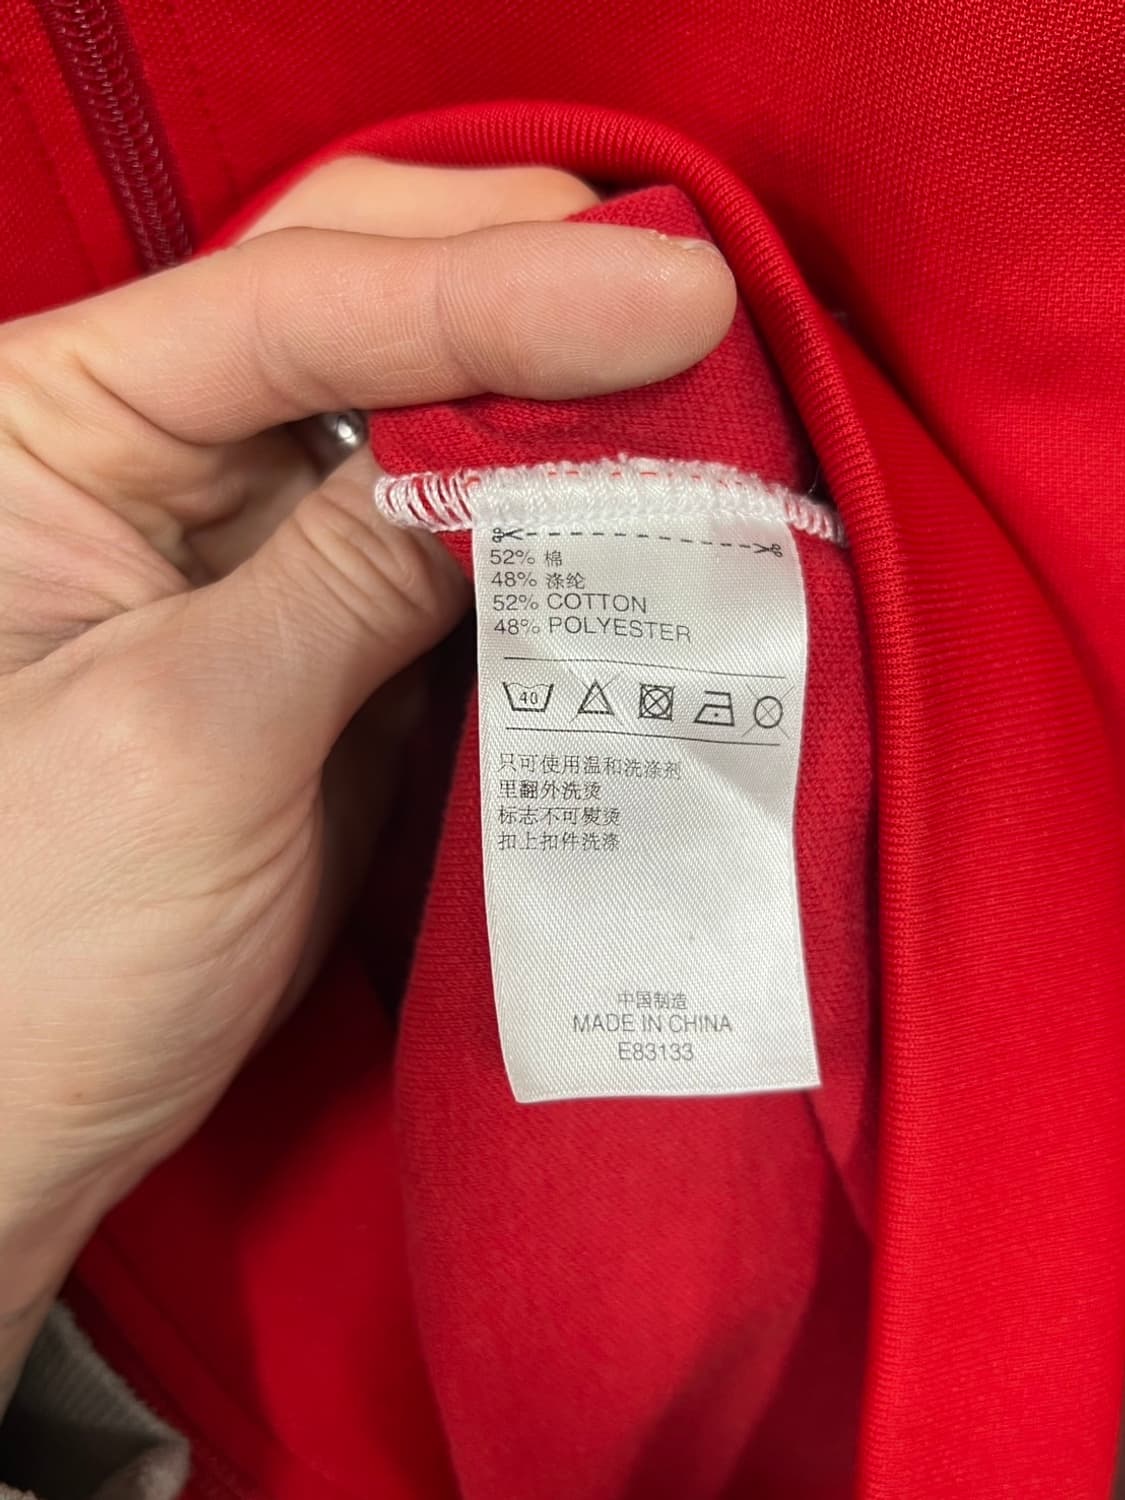 52% 棉
48% 涤纶
52% COTTON
48% POLYESTER
40
只可使用温和洗涤剂
里翻外洗烫
标志不可熨烫
扣上扣件洗涤
中国制造
MADE IN CHINA
E83133